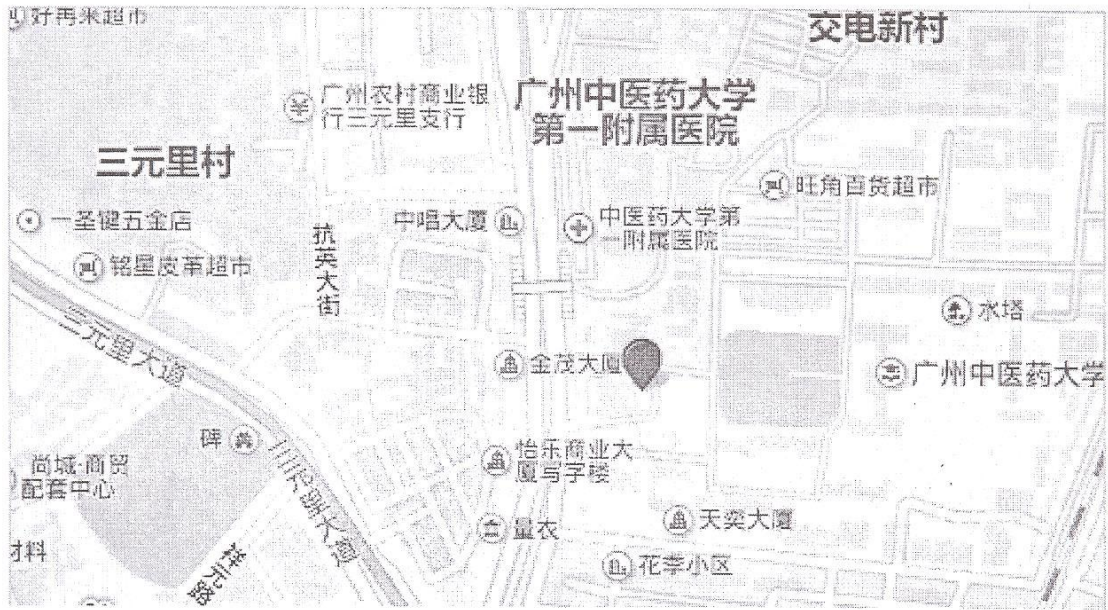 好再来超市
交电新村
广州农村商业银
行三元里支行
广州中医药大学
第一附属医院
三元里村
旺角百货超市
一圣键五金店
中唱大厦
中医药大学第
一附属医院
抗英大街
铭星皮革超市
水塔
三元里大道
金茂大厦
广州中医药大学
碑
三元里大道
怡乐商业大
厦写字楼
尚城·商贸
配套中心
量衣
天奕大厦
材料
祥元路
花李小区